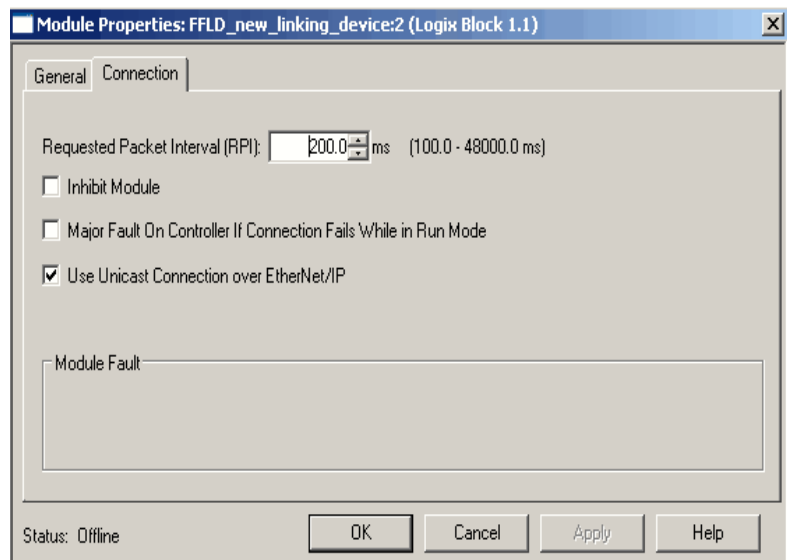 Module Properties: FFLD_new_linking_device:2 (Logix Block 1.1)
General Connection
Requested Packet Interval (RPI): 200.0 ms (100.0 - 48000.0 ms)
Inhibit Module
Major Fault On Controller If Connection Fails While in Run Mode
Use Unicast Connection over EtherNet/IP
Module Fault
Status: Offline OK Cancel Apply Help